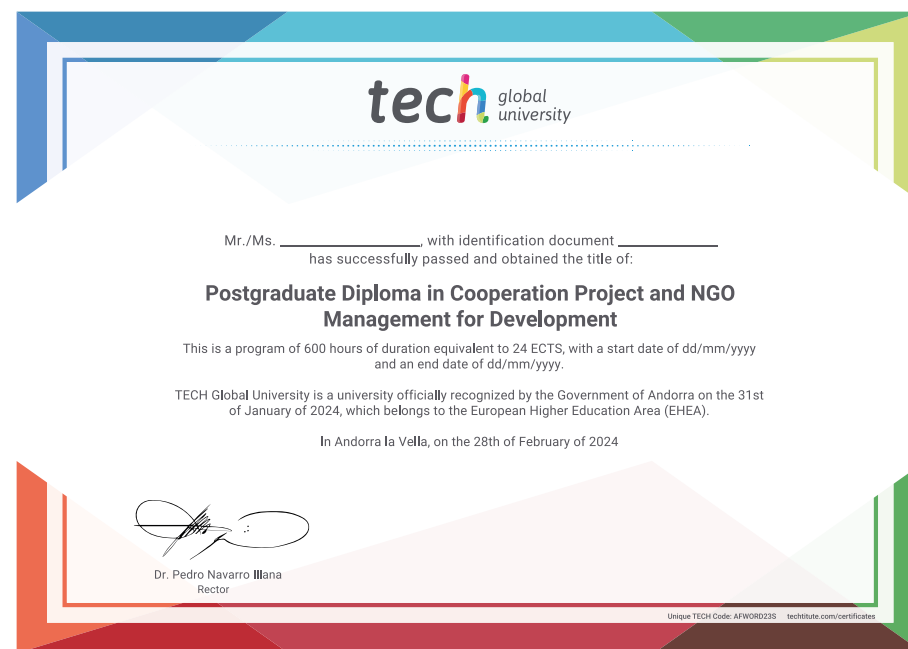 tech global
university
Mr./Ms. ____________________, with identification document ______________
has successfully passed and obtained the title of:
Postgraduate Diploma in Cooperation Project and NGO
Management for Development
This is a program of 600 hours of duration equivalent to 24 ECTS, with a start date of dd/mm/yyyy
and an end date of dd/mm/yyyy.
TECH Global University is a university officially recognized by the Government of Andorra on the 31st
of January of 2024, which belongs to the European Higher Education Area (EHEA).
In Andorra la Vella, on the 28th of February of 2024
Dr. Pedro Navarro Illana
Rector
Unique TECH Code: AFWORD23S techtitute.com/certificates